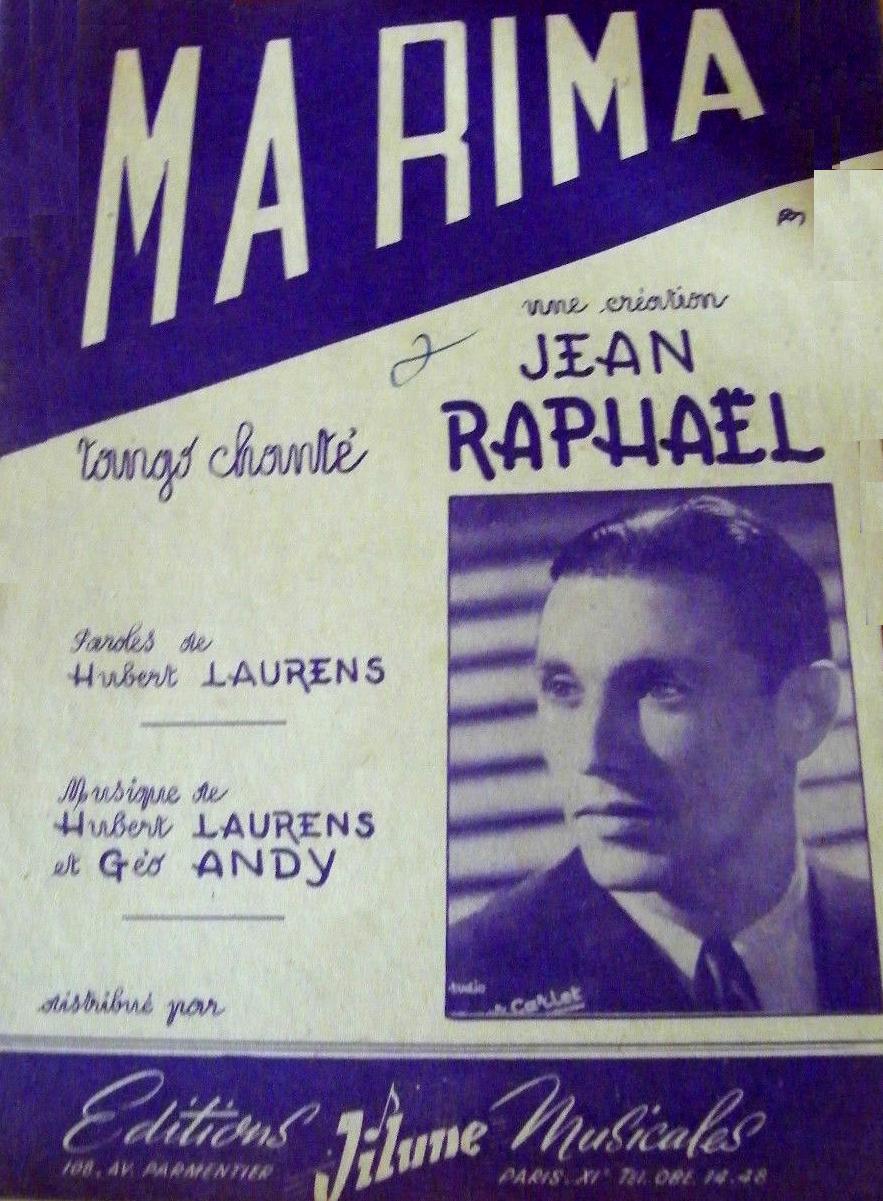 MA RIMA
une création
JEAN
RAPHAËL
tango chanté
Paroles de
Hubert LAURENS
Musique de
Hubert LAURENS
et Géo ANDY
distribué par
Carlet
Editions Jilune Musicales
108, AV. PARMENTIER
PARIS. XIᵉ Tél. OBE. 14.48